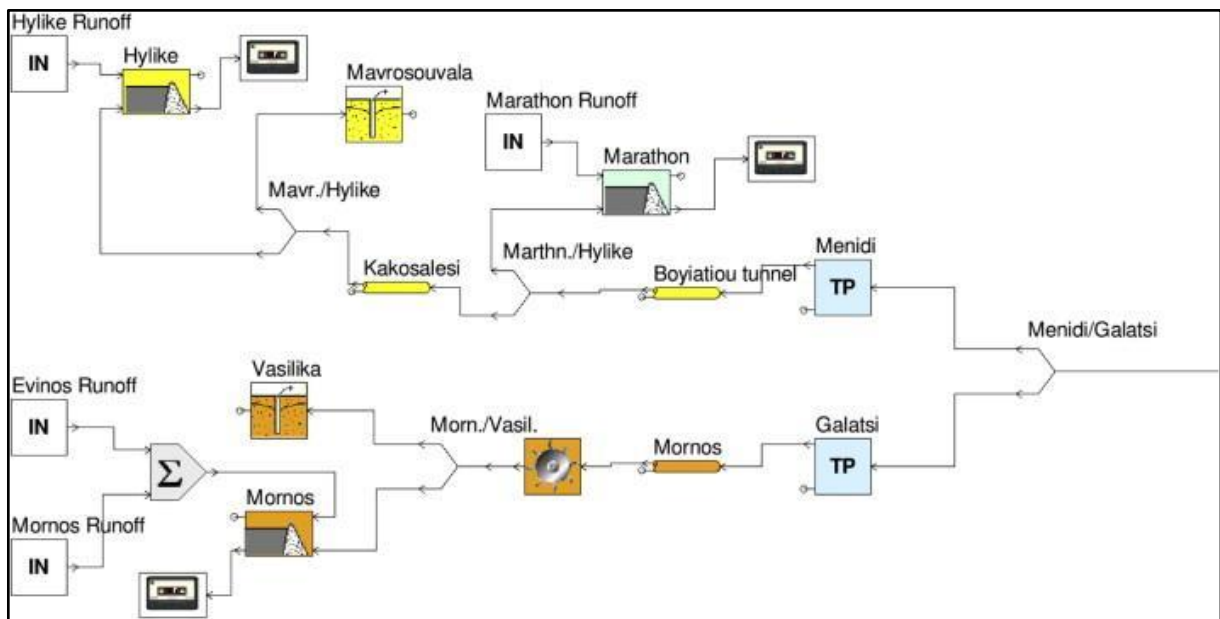 Hylike Runoff
IN
Hylike
Mavrosouvala
Marathon Runoff
IN
Marathon
Mavr./Hylike
Marthn./Hylike
Menidi
Kakosalesi
Boyiatiou tunnel
TP
Menidi/Galatsi
Evinos Runoff
IN
Vasilika
Morn./Vasil.
Mornos
Galatsi
TP
Σ
Mornos
Mornos Runoff
IN